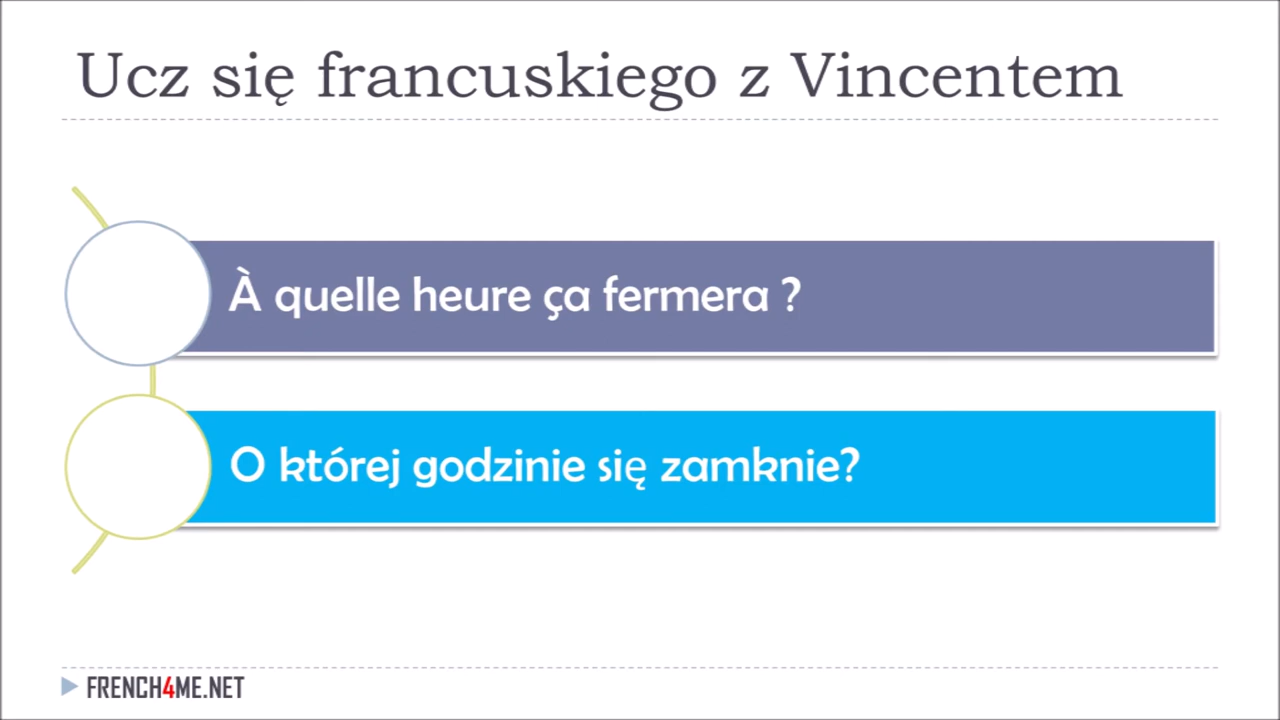 Ucz się francuskiego z Vincentem
À quelle heure ça fermera ?
O której godzinie się zamknie?
FRENCH4ME.NET